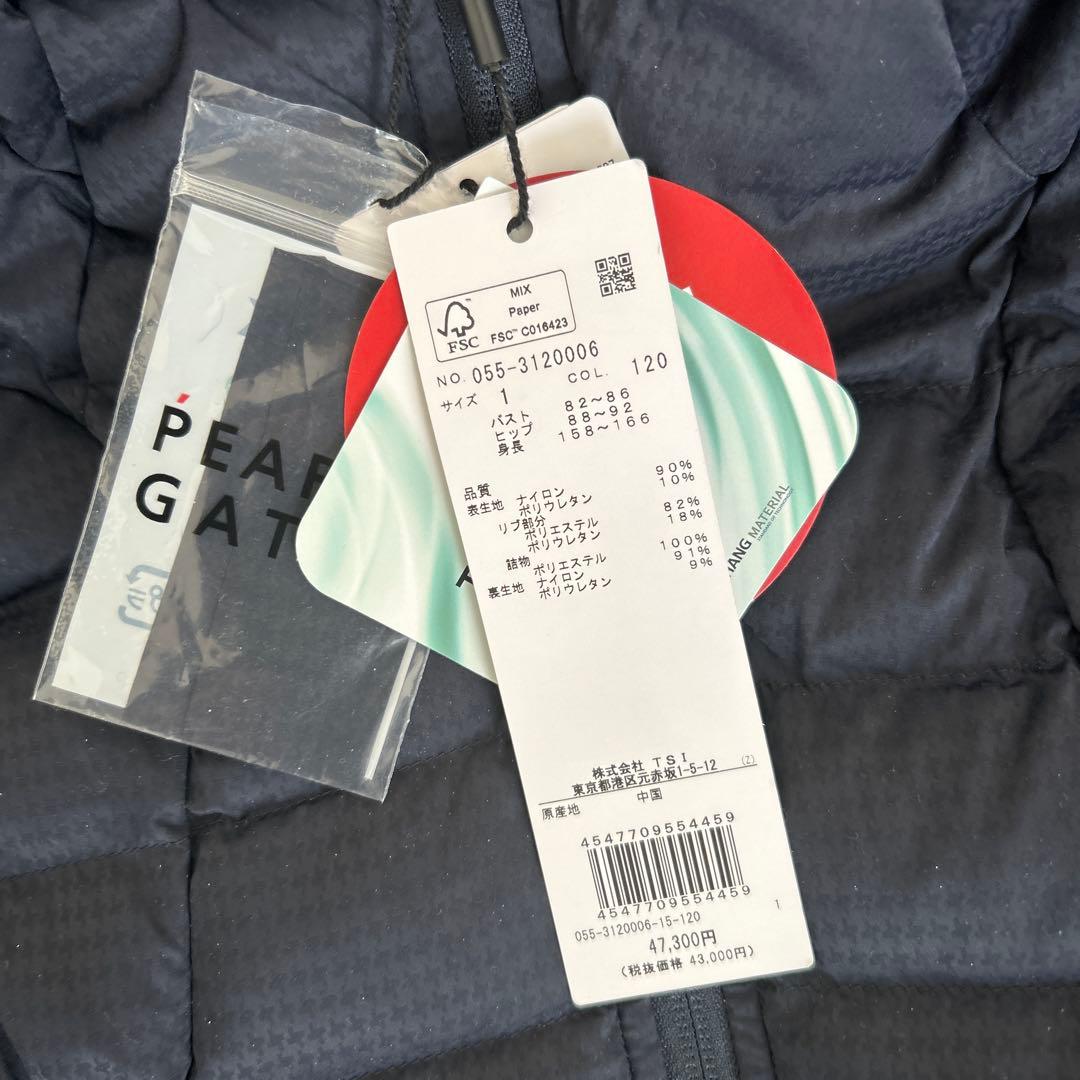 PEAR
GAT
MIX
Paper
FSC™ C016423
FSC
NO. 055-3120006
COL. 120
サイズ 1
バスト 82～86
ヒップ 88～92
身長 158～166
品質
表生地 ナイロン 90%
ポリウレタン 10%
リブ部分
ポリエステル 82%
ポリウレタン 18%
詰物 ポリエステル 100%
裏生地 ナイロン 91%
ポリウレタン 9%
MATERIAL
株式会社 TSI
東京都港区元赤坂1-5-12 (Z)
原産地 中国
4547709554459
4547709554459
055-3120006-15-120 1
47,300円
(税抜価格 43,000円)